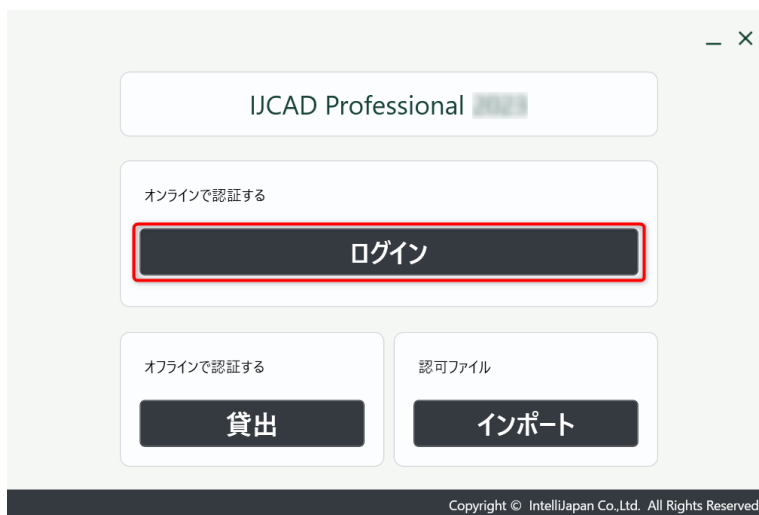 IJCAD Professional
オンラインで認証する
ログイン
オフラインで認証する
貸出
認可ファイル
インポート
Copyright © IntelliJapan Co.,Ltd. All Rights Reserved